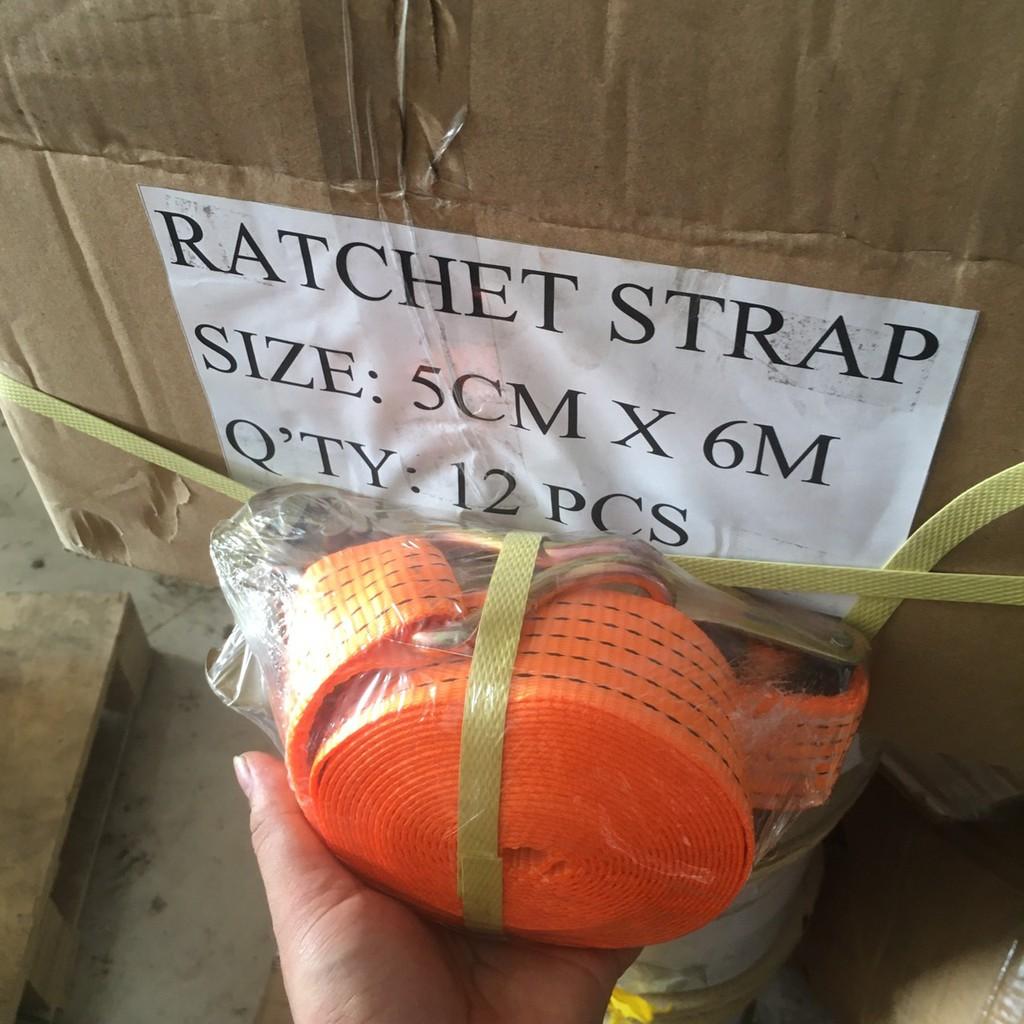 RATCHET STRAP
SIZE: 5CM X 6M
Q'TY: 12 PCS